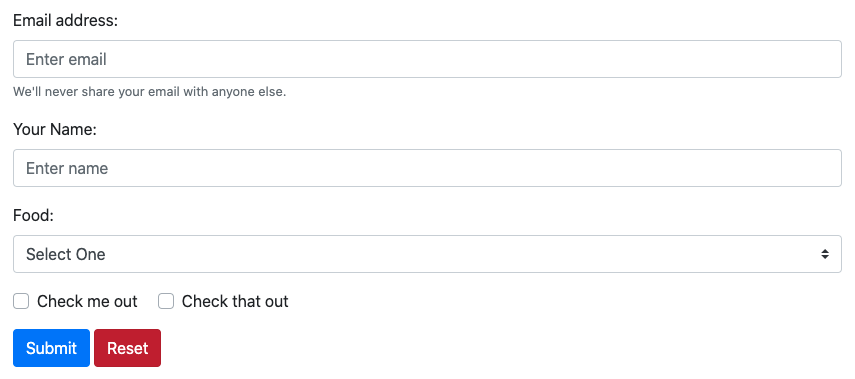 Email address:
Enter email
We'll never share your email with anyone else.
Your Name:
Enter name
Food:
Select One
Check me out Check that out
Submit Reset